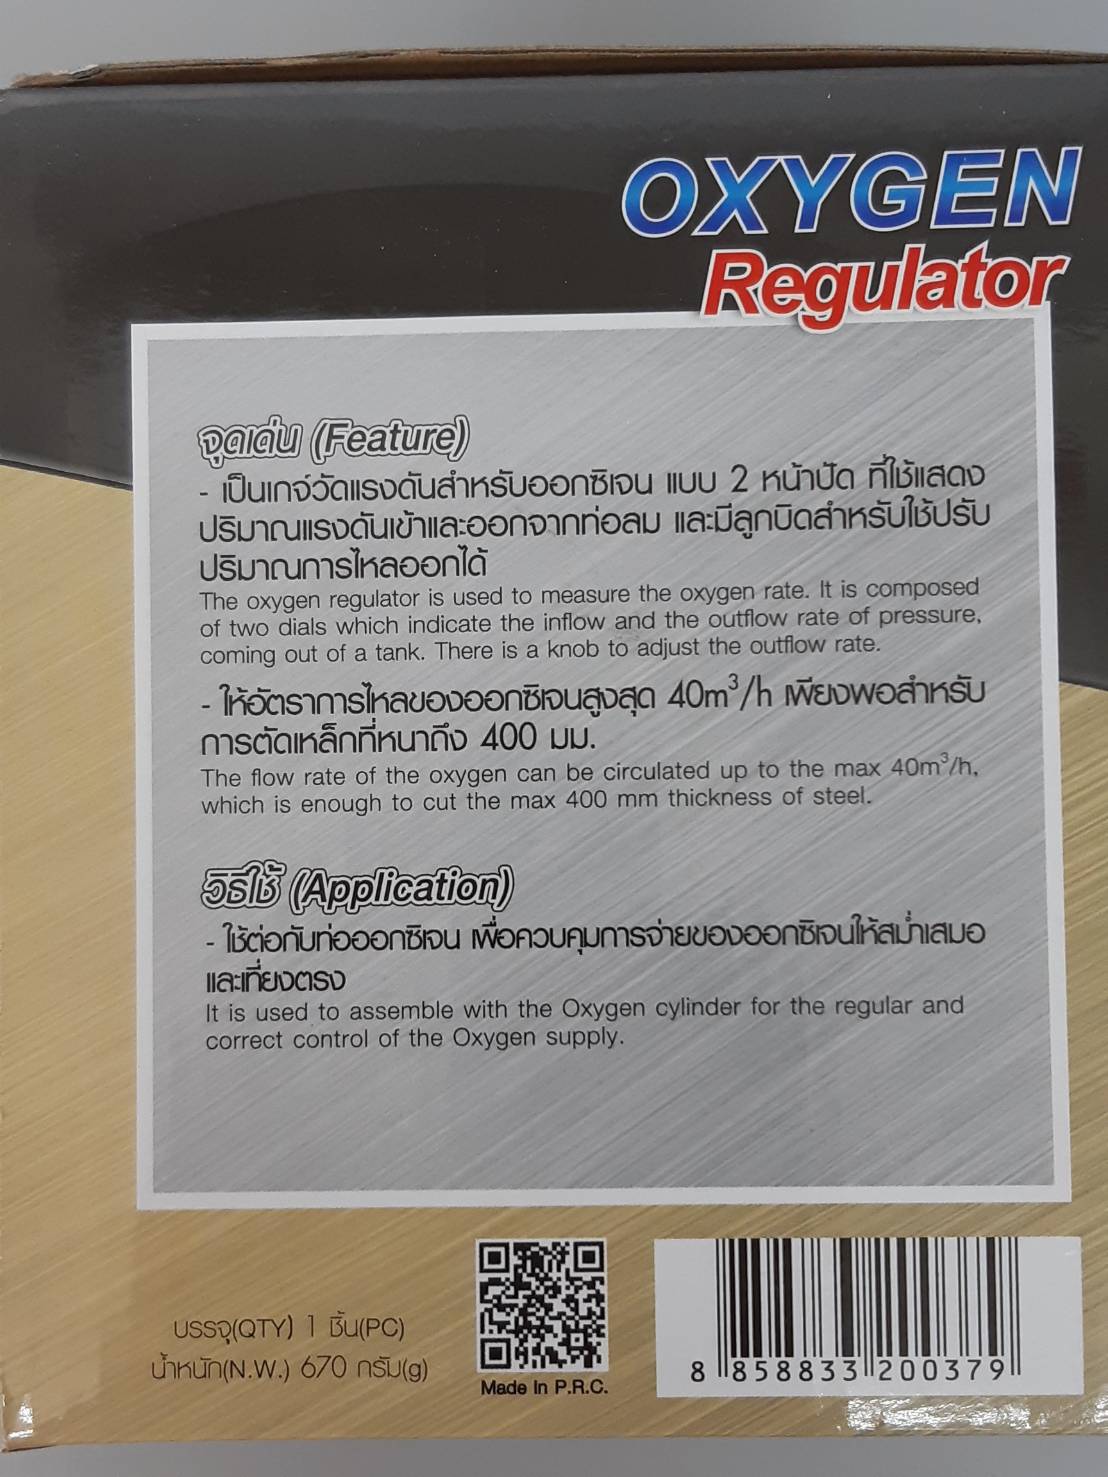 OXYGEN
Regulator
จุดเด่น (Feature)
- เป็นเกจ์วัดแรงดันสำหรับออกซิเจน แบบ 2 หน้าปัด ที่ใช้แสดง
ปริมาณแรงดันเข้าและออกจากท่อลม และมีลูกบิดสำหรับใช้ปรับ
ปริมาณการไหลออกได้
The oxygen regulator is used to measure the oxygen rate. It is composed
of two dials which indicate the inflow and the outflow rate of pressure,
coming out of a tank. There is a knob to adjust the outflow rate.
- ให้อัตราการไหลของออกซิเจนสูงสุด 40m³/h เพียงพอสำหรับ
การตัดเหล็กที่หนาถึง 400 มม.
The flow rate of the oxygen can be circulated up to the max 40m³/h,
which is enough to cut the max 400 mm thickness of steel.
วิธีใช้ (Application)
- ใช้ต่อกับท่อออกซิเจน เพื่อควบคุมการจ่ายของออกซิเจนให้สม่ำเสมอ
และเที่ยงตรง
It is used to assemble with the Oxygen cylinder for the regular and
correct control of the Oxygen supply.
บรรจุ(QTY) 1 ชิ้น(PC)
น้ำหนัก(N.W.) 670 กรัม(g)
Made In P.R.C.
8 858833 200379